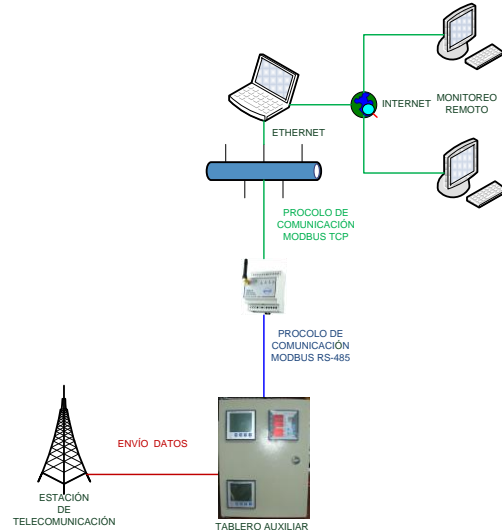 INTERNET
MONITOREO
REMOTO
ETHERNET
PROCOLO DE
COMUNICACIÓN
MODBUS TCP
PROCOLO DE
COMUNICACIÓN
MODBUS RS-485
ENVÍO DATOS
ESTACIÓN
DE
TELECOMUNICACIÓN
TABLERO AUXILIAR